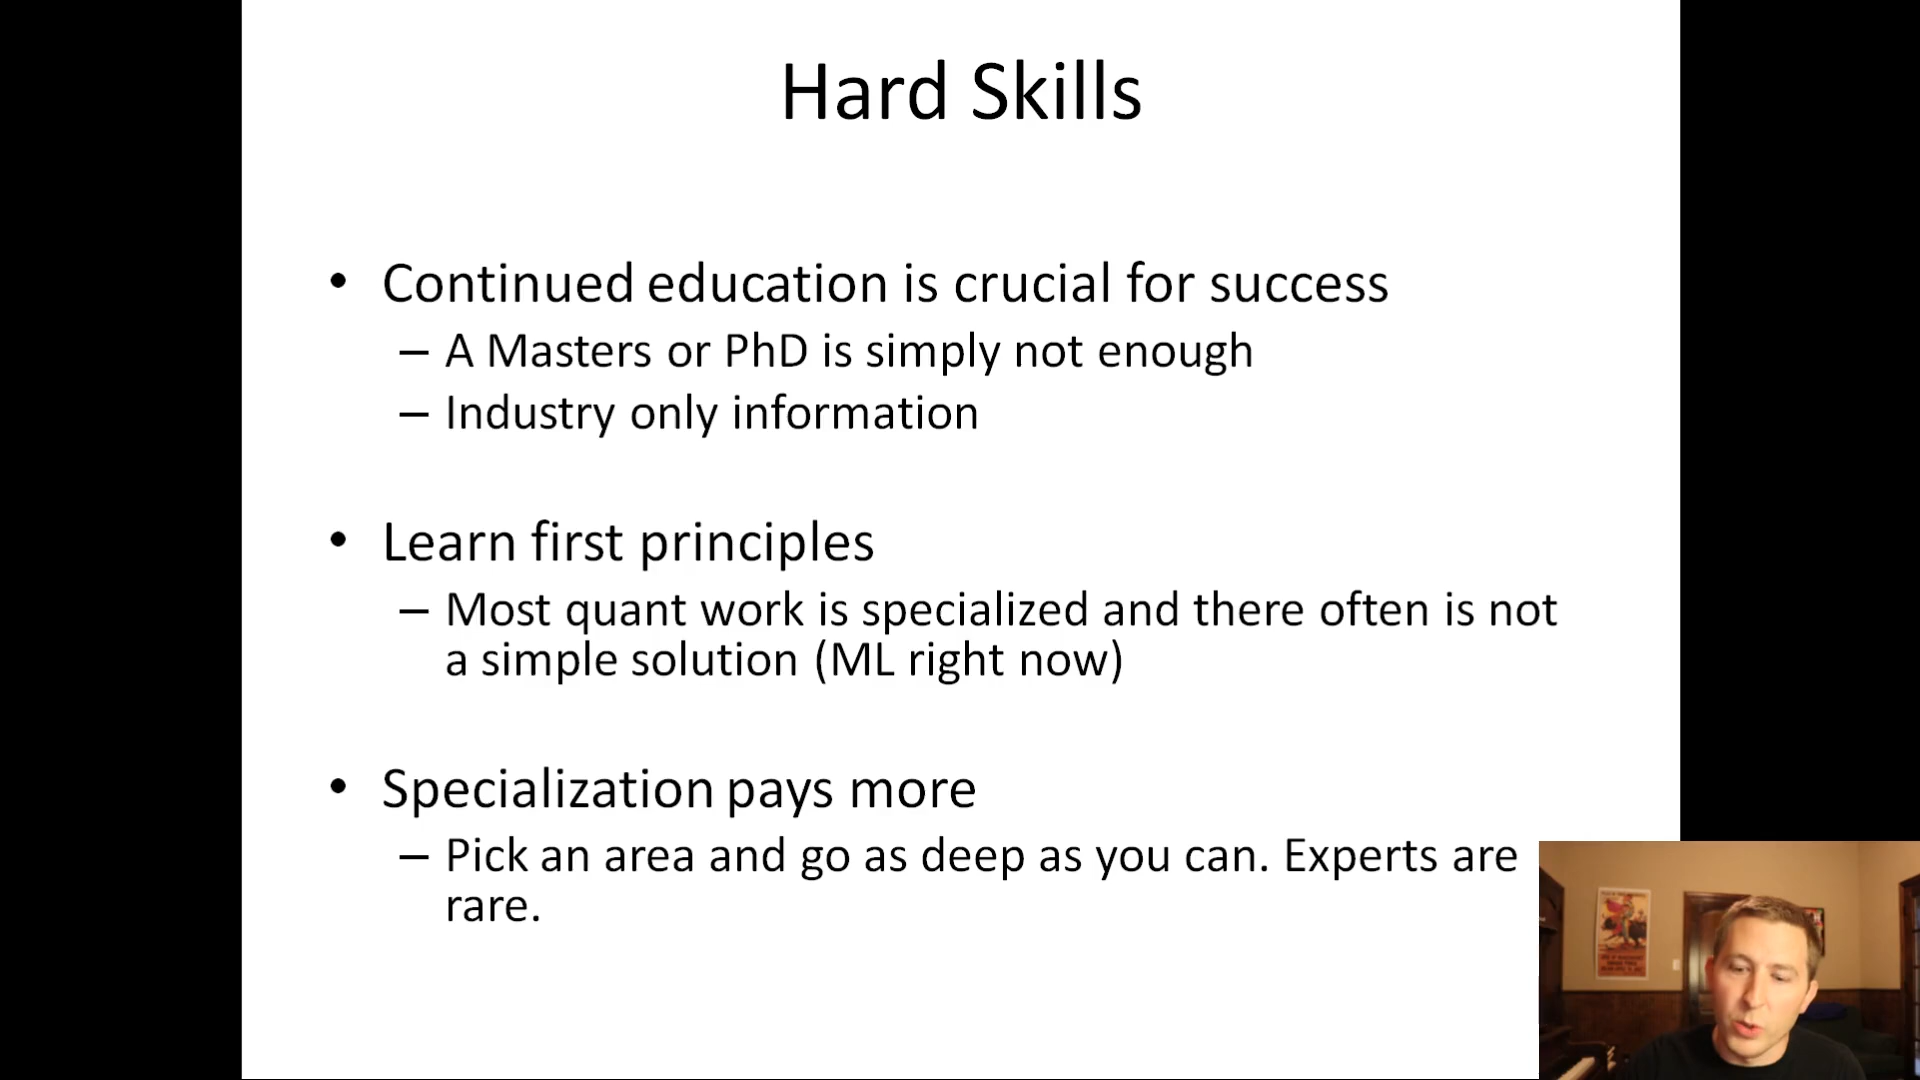 Hard Skills
• Continued education is crucial for success
– A Masters or PhD is simply not enough
– Industry only information
• Learn first principles
– Most quant work is specialized and there often is not
a simple solution (ML right now)
• Specialization pays more
– Pick an area and go as deep as you can. Experts are
rare.